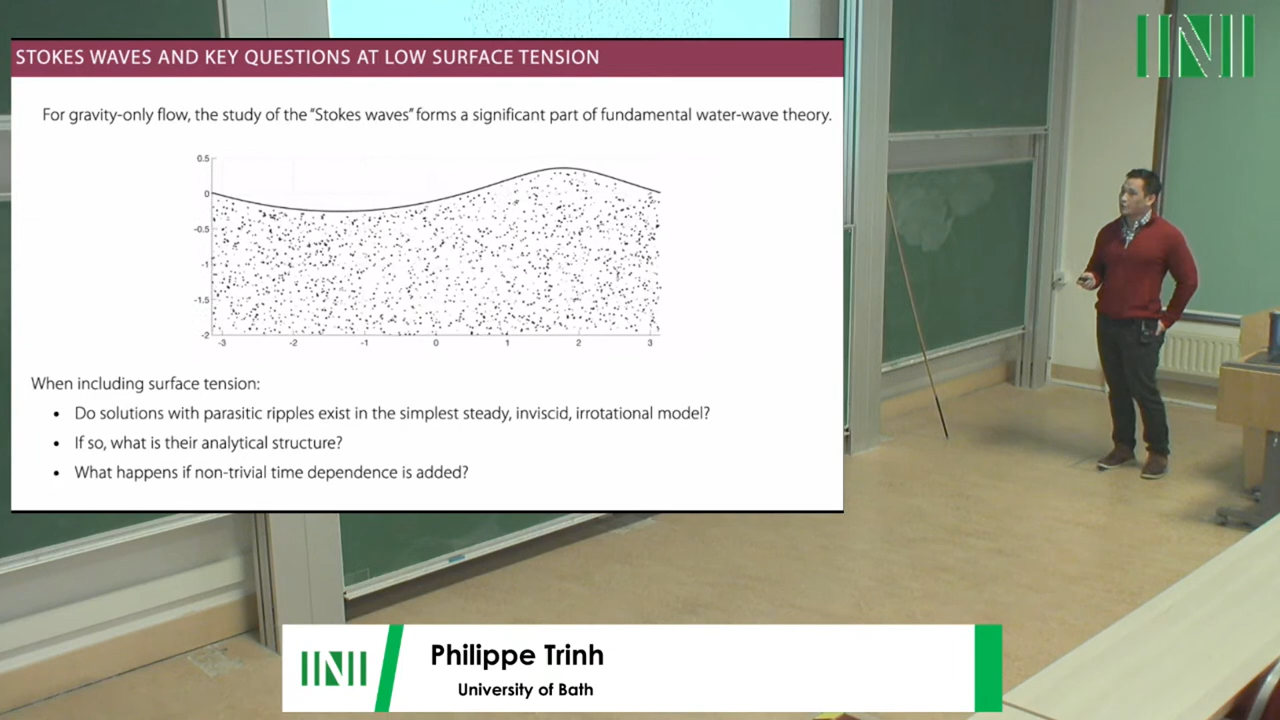 STOKES WAVES AND KEY QUESTIONS AT LOW SURFACE TENSION
For gravity-only flow, the study of the "Stokes waves" forms a significant part of fundamental water-wave theory.
0.5
0
-0.5
-1
-1.5
-2
-3 -2 -1 0 1 2 3
When including surface tension:
• Do solutions with parasitic ripples exist in the simplest steady, inviscid, irrotational model?
• If so, what is their analytical structure?
• What happens if non-trivial time dependence is added?
Philippe Trinh
University of Bath